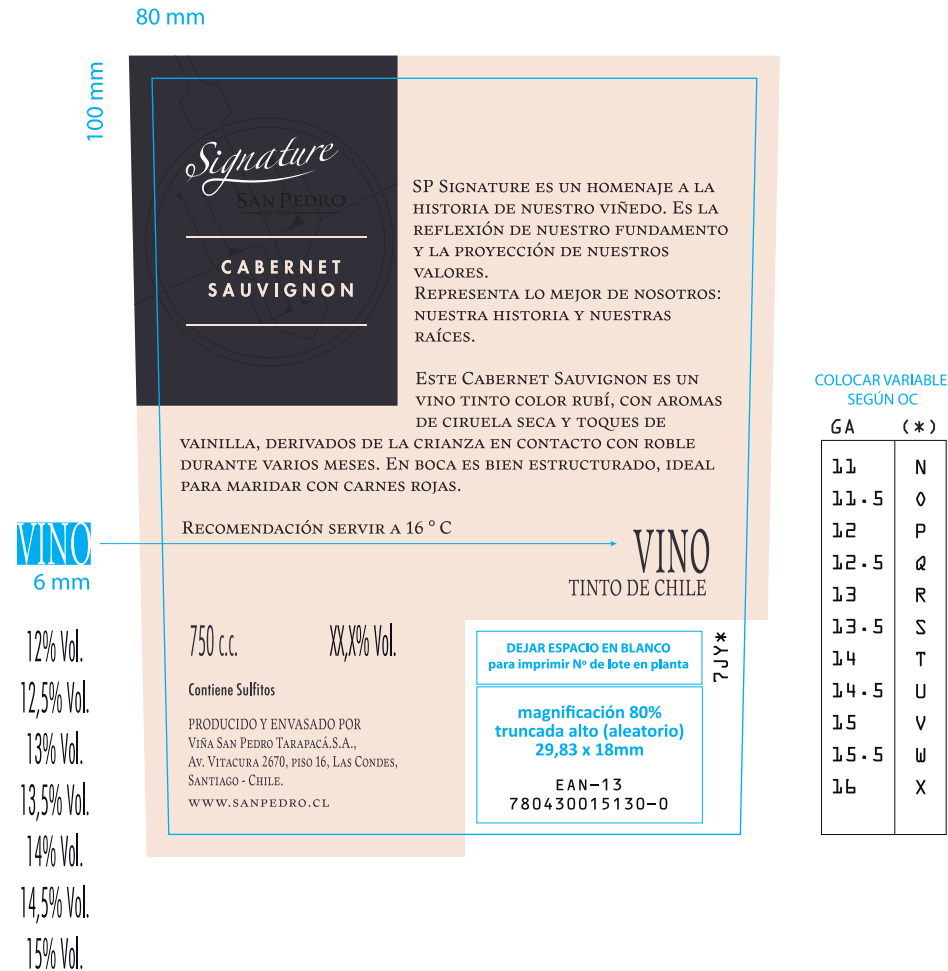 80 mm
100 mm
Signature
SAN PEDRO
CABERNET
SAUVIGNON
SP SIGNATURE ES UN HOMENAJE A LA
HISTORIA DE NUESTRO VIÑEDO. ES LA
REFLEXIÓN DE NUESTRO FUNDAMENTO
Y LA PROYECCIÓN DE NUESTROS
VALORES.
REPRESENTA LO MEJOR DE NOSOTROS:
NUESTRA HISTORIA Y NUESTRAS
RAÍCES.
ESTE CABERNET SAUVIGNON ES UN
VINO TINTO COLOR RUBÍ, CON AROMAS
DE CIRUELA SECA Y TOQUES DE
VAINILLA, DERIVADOS DE LA CRIANZA EN CONTACTO CON ROBLE
DURANTE VARIOS MESES. EN BOCA ES BIEN ESTRUCTURADO, IDEAL
PARA MARIDAR CON CARNES ROJAS.
RECOMENDACIÓN SERVIR A 16 ° C
VINO
TINTO DE CHILE
VINO
6 mm
750 c.c. XX,X% Vol.
Contiene Sulfitos
PRODUCIDO Y ENVASADO POR
VIÑA SAN PEDRO TARAPACÁ.S.A.,
AV. VITACURA 2670, PISO 16, LAS CONDES,
SANTIAGO - CHILE.
WWW.SANPEDRO.CL
DEJAR ESPACIO EN BLANCO
para imprimir Nº de lote en planta
7JY*
magnificación 80%
truncada alto (aleatorio)
29,83 x 18mm
EAN-13
780430015130-0
12% Vol.
12,5% Vol.
13% Vol.
13,5% Vol.
14% Vol.
14,5% Vol.
15% Vol.
COLOCAR VARIABLE
SEGÚN OC
GA (*)
11 N
11.5 O
12 P
12.5 Q
13 R
13.5 S
14 T
14.5 U
15 V
15.5 W
16 X